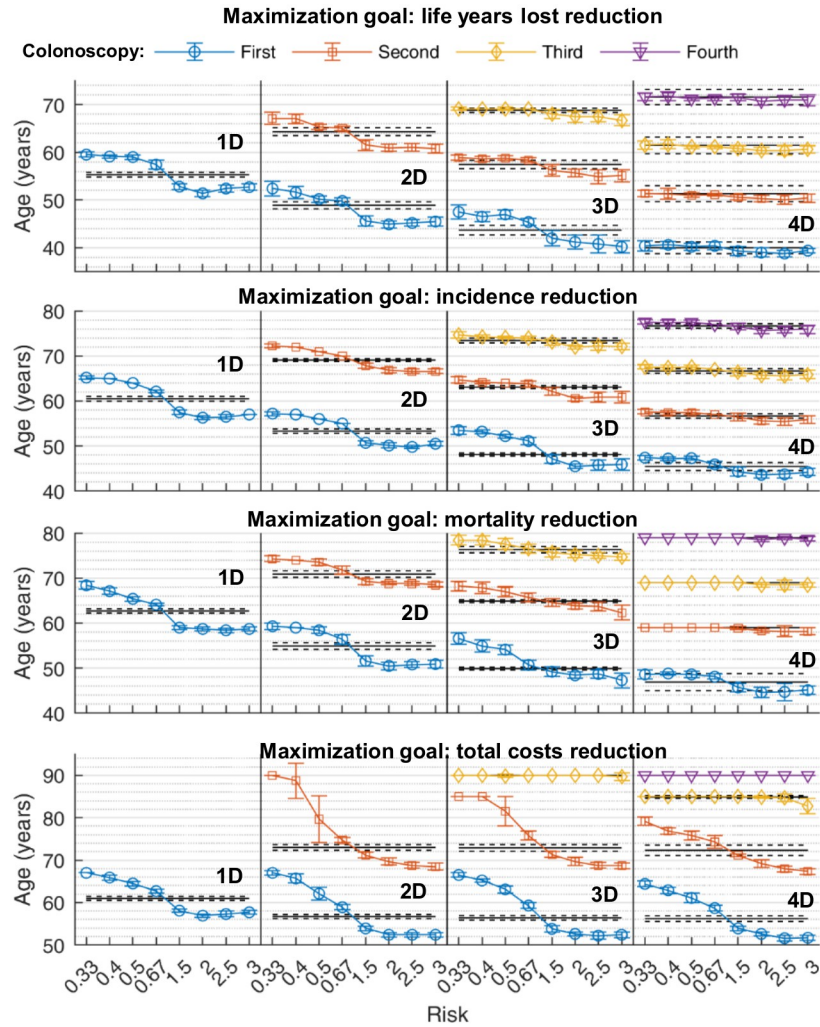 Maximization goal: life years lost reduction
Colonoscopy: First Second Third Fourth
Age (years)
70
60
50
40
1D
2D
3D
4D
Maximization goal: incidence reduction
Age (years)
80
70
60
50
40
1D
2D
3D
4D
Maximization goal: mortality reduction
Age (years)
80
70
60
50
40
1D
2D
3D
4D
Maximization goal: total costs reduction
Age (years)
90
80
70
60
50
1D
2D
3D
4D
0.33 0.4 0.5 0.67 1.5 2 2.5 3 0.33 0.4 0.5 0.67 1.5 2 2.5 3 0.33 0.4 0.5 0.67 1.5 2 2.5 3 0.33 0.4 0.5 0.67 1.5 2 2.5 3
Risk